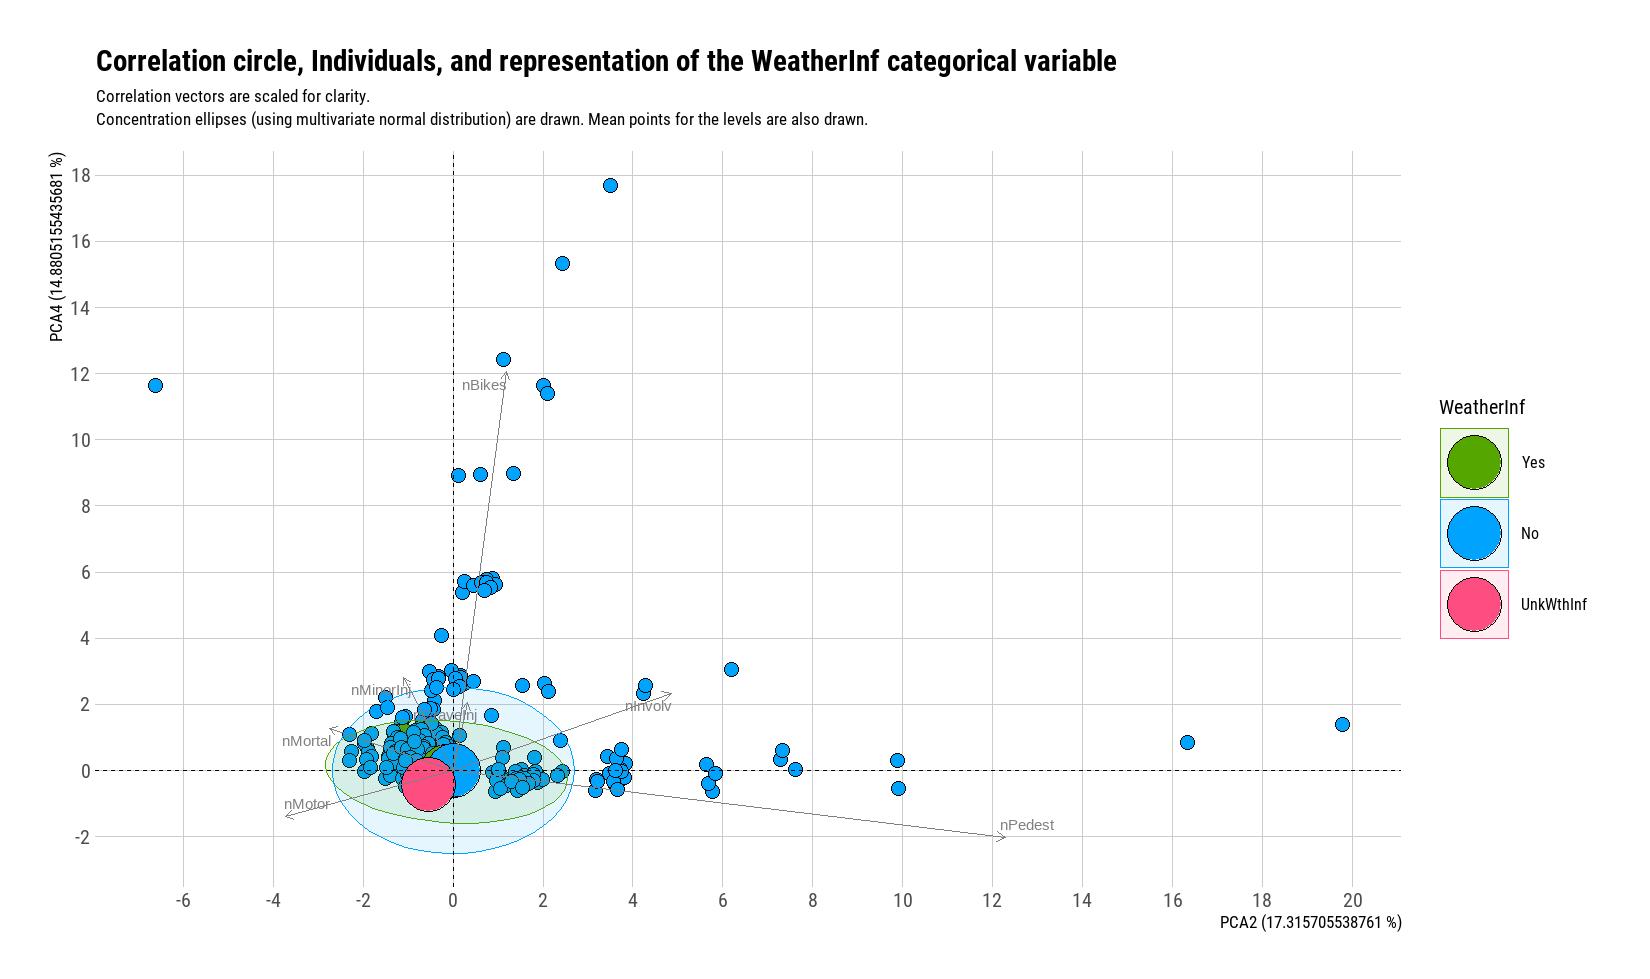 Correlation circle, Individuals, and representation of the WeatherInf categorical variable
Correlation vectors are scaled for clarity.
Concentration ellipses (using multivariate normal distribution) are drawn. Mean points for the levels are also drawn.
PCA4 (14.8805155435681 %)
18
16
14
12
10
8
6
4
2
0
-2
nBikes
nMinorInj
nInvolv
nMortal
nMotor
nPedest
-6
-4
-2
0
2
4
6
8
10
12
14
16
18
20
PCA2 (17.315705538761 %)
WeatherInf
Yes
No
UnkWthInf